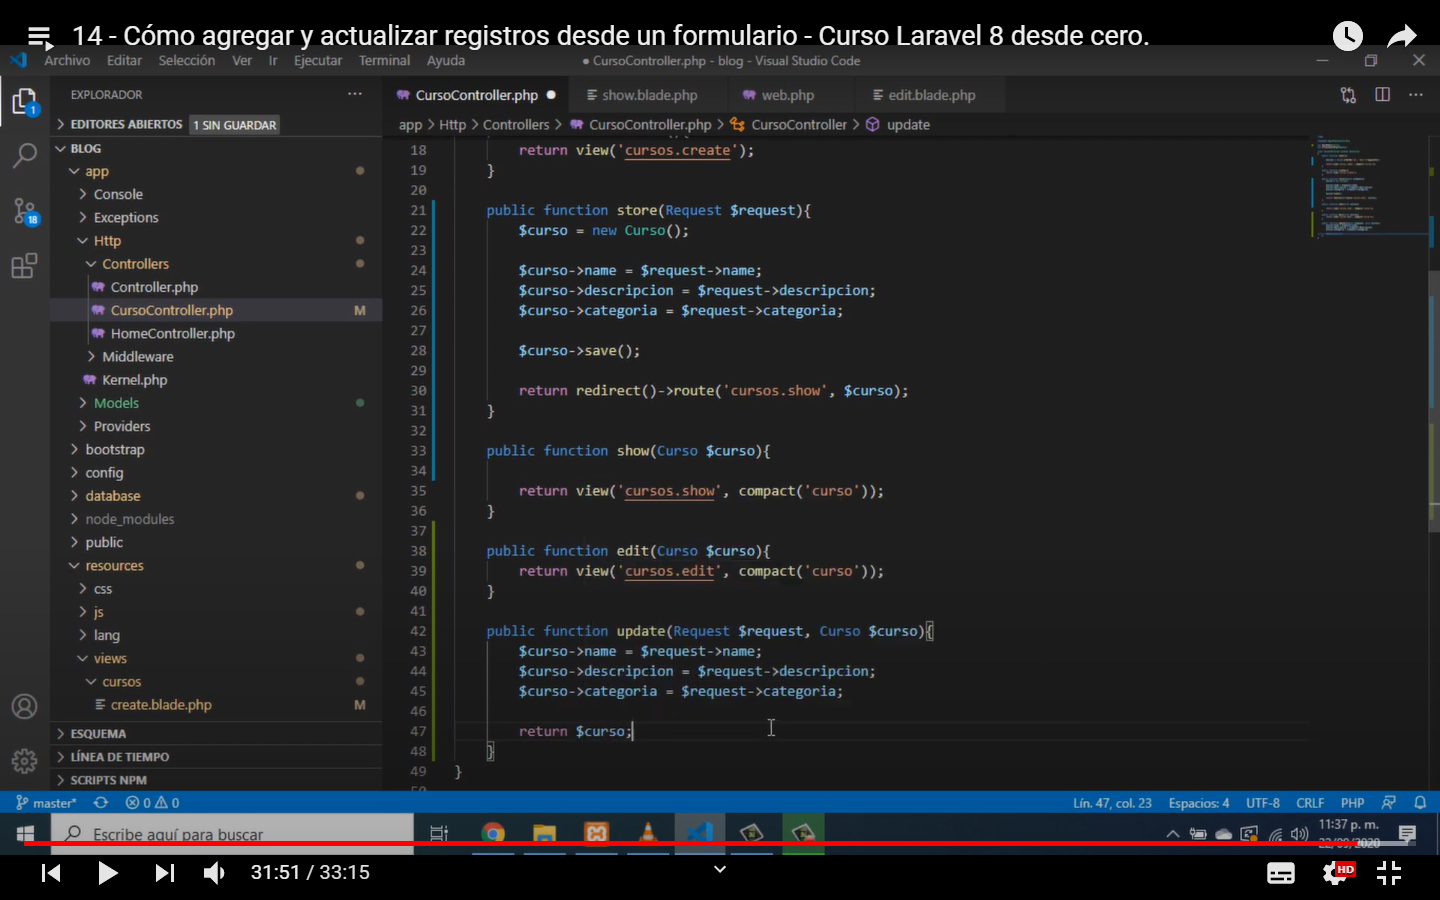 14 - Cómo agregar y actualizar registros desde un formulario - Curso Laravel 8 desde cero.
Archivo Editar Selección Ver Ir Ejecutar Terminal Ayuda
● CursoController.php - blog - Visual Studio Code
EXPLORADOR
1
EDITORES ABIERTOS 1 SIN GUARDAR
BLOG
app
Console
18
Exceptions
Http
Controllers
Controller.php
CursoController.php M
HomeController.php
Middleware
Kernel.php
Models
Providers
bootstrap
config
database
node_modules
public
resources
css
js
lang
views
cursos
create.blade.php M
ESQUEMA
LÍNEA DE TIEMPO
SCRIPTS NPM
CursoController.php ● show.blade.php web.php edit.blade.php
app > Http > Controllers > CursoController.php > CursoController > update
18 return view('cursos.create');
19 }
20
21 public function store(Request $request){
22 $curso = new Curso();
23
24 $curso->name = $request->name;
25 $curso->descripcion = $request->descripcion;
26 $curso->categoria = $request->categoria;
27
28 $curso->save();
29
30 return redirect()->route('cursos.show', $curso);
31 }
32
33 public function show(Curso $curso){
34
35 return view('cursos.show', compact('curso'));
36 }
37
38 public function edit(Curso $curso){
39 return view('cursos.edit', compact('curso'));
40 }
41
42 public function update(Request $request, Curso $curso){
43 $curso->name = $request->name;
44 $curso->descripcion = $request->descripcion;
45 $curso->categoria = $request->categoria;
46
47 return $curso;
48 }
49 }
master* 0 0 Lín. 47, col. 23 Espacios: 4 UTF-8 CRLF PHP
Escribe aquí para buscar
11:37 p. m.
22/09/2020
31:51 / 33:15
HD